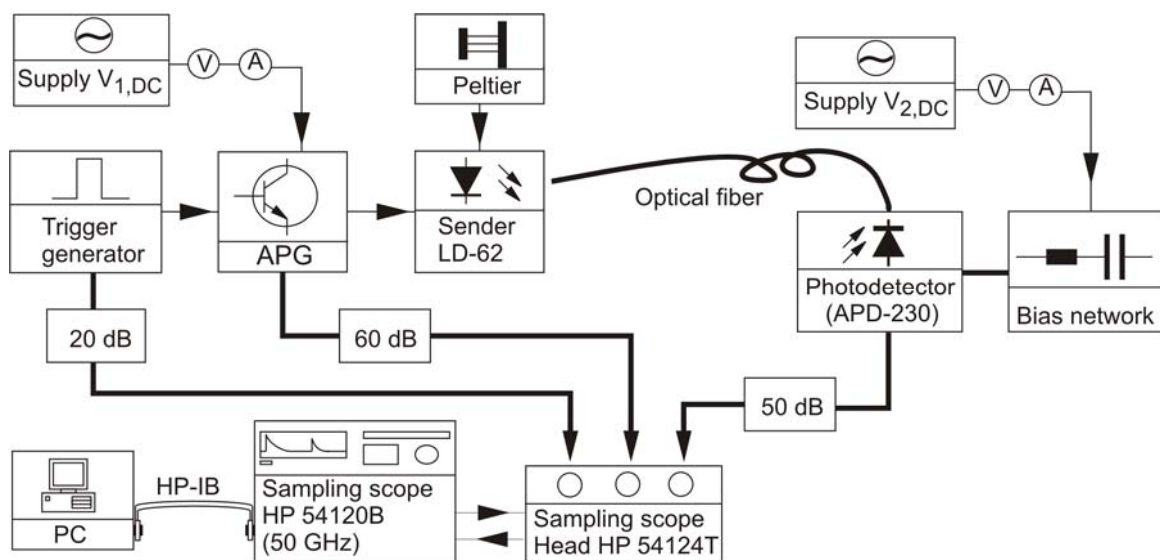 Supply V1,DC
V
A
Peltier
Supply V2,DC
V
A
Trigger
generator
APG
Sender
LD-62
Optical fiber
Photodetector
(APD-230)
Bias network
20 dB
60 dB
50 dB
PC
HP-IB
Sampling scope
HP 54120B
(50 GHz)
Sampling scope
Head HP 54124T